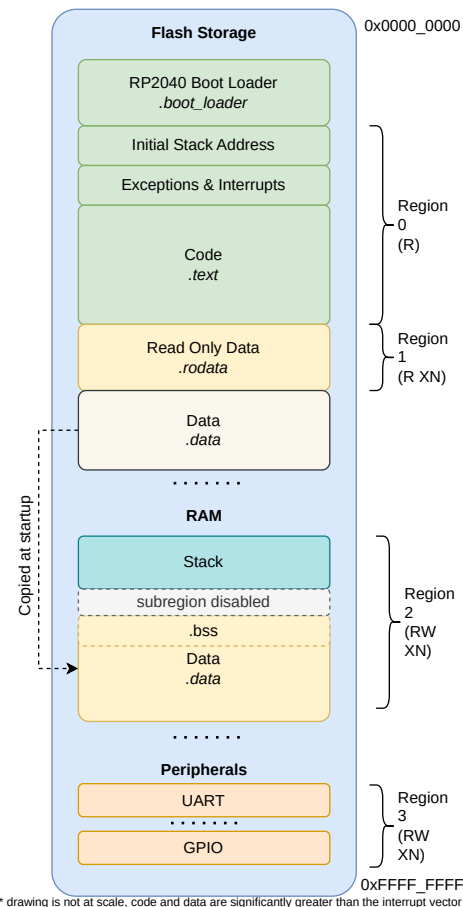 Flash Storage
0x0000_0000
RP2040 Boot Loader
.boot_loader
Initial Stack Address
Exceptions & Interrupts
Region
0
(R)
Code
.text
Read Only Data
.rodata
Region
1
(R XN)
Data
.data
.......
Copied at startup
RAM
Stack
subregion disabled
.bss
Data
.data
Region
2
(RW
XN)
.......
Peripherals
UART
.......
GPIO
Region
3
(RW
XN)
0xFFFF_FFFF
* drawing is not at scale, code and data are significantly greater than the interrupt vector